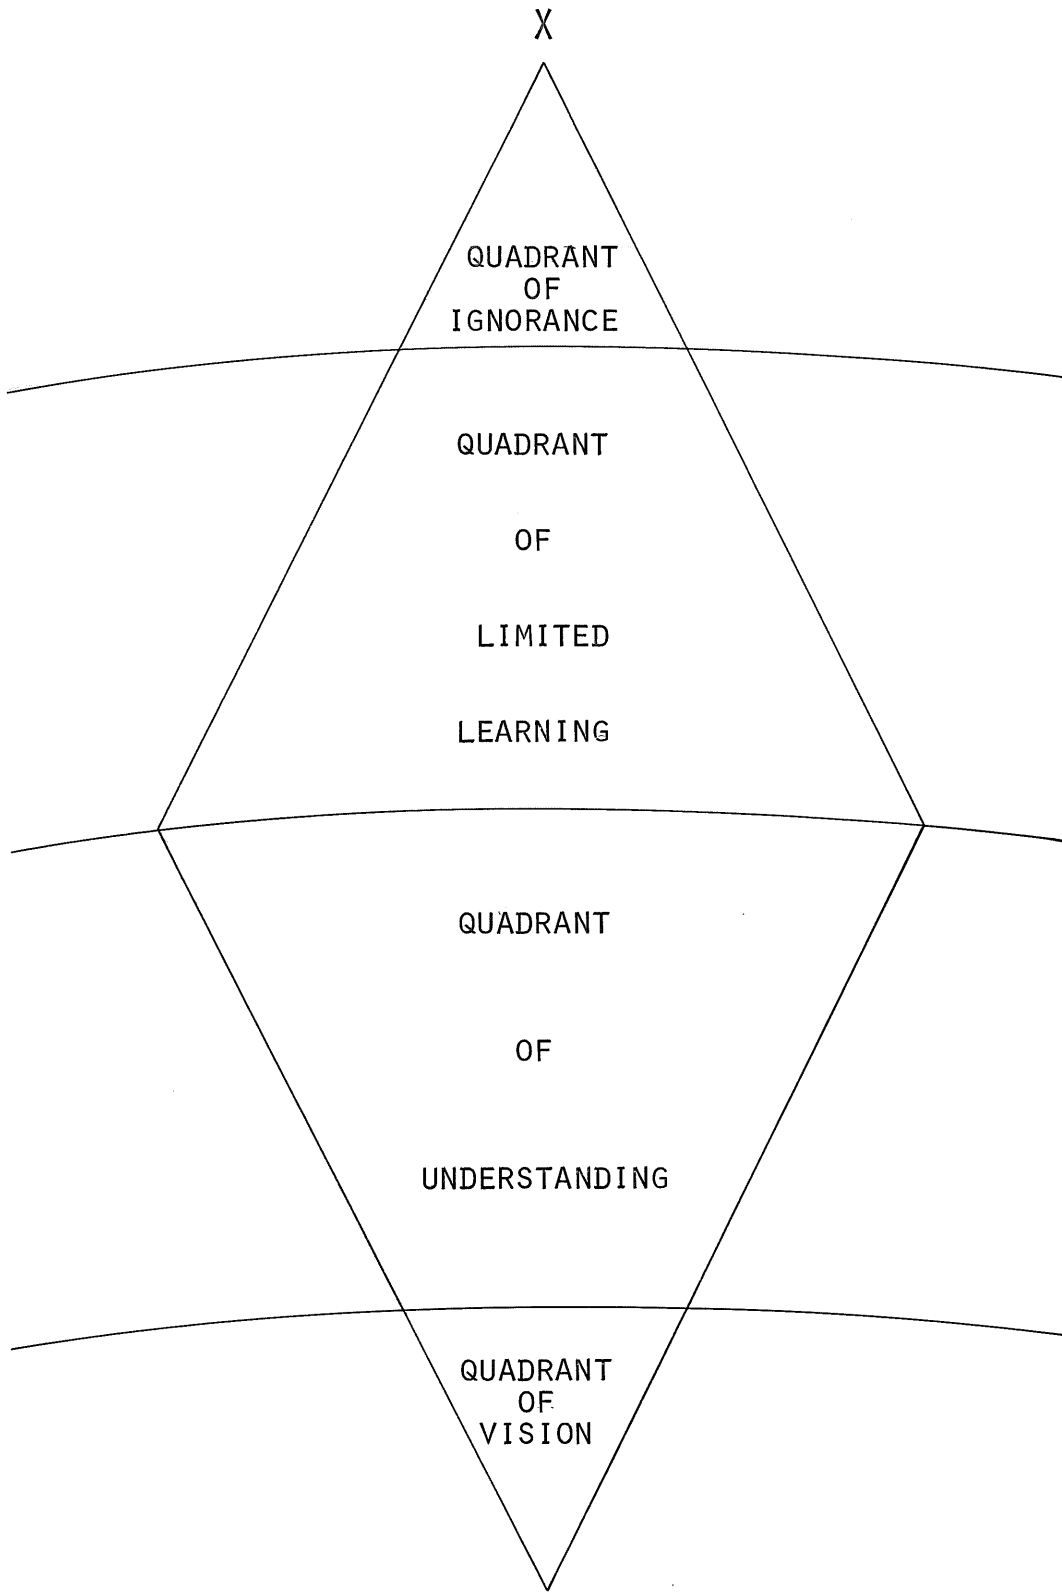 X
QUADRANT
OF
IGNORANCE
QUADRANT
OF
LIMITED
LEARNING
QUADRANT
OF
UNDERSTANDING
QUADRANT
OF
VISION